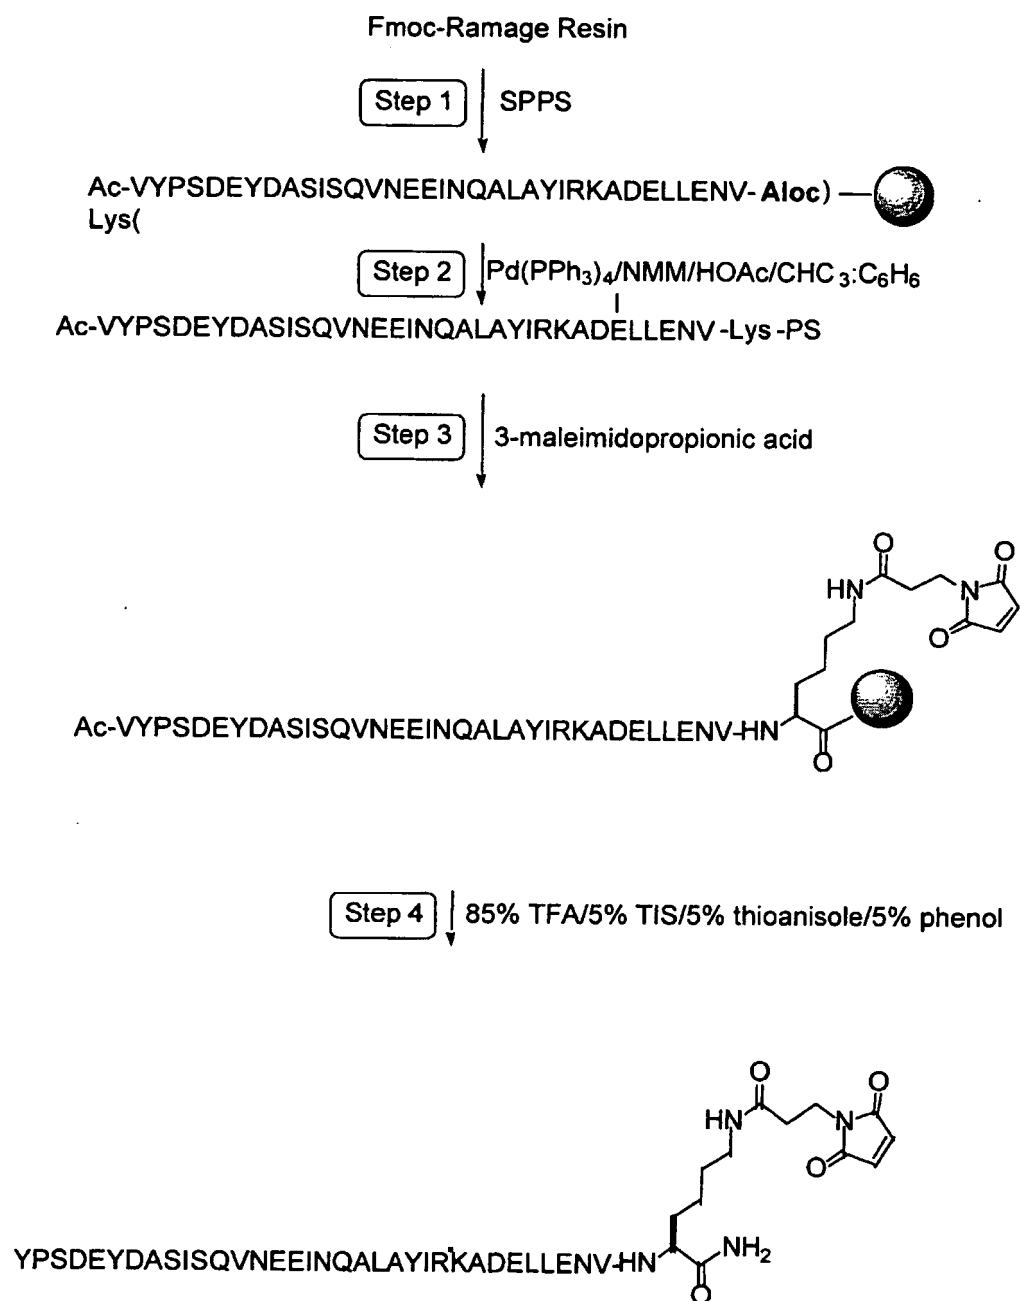 Fmoc-Ramage Resin
Step 1 SPPS
Ac-VYPSDEYDASISQVNEEINQALAYIRKADELLENV- Aloc)
Lys(
Step 2 Pd(PPh3)4/NMM/HOAc/CHC3:C6H6
Ac-VYPSDEYDASISQVNEEINQALAYIRKADELLENV -Lys -PS
Step 3 3-maleimidopropionic acid
O
O
HN
N
O
Ac-VYPSDEYDASISQVNEEINQALAYIRKADELLENV-HN
O
Step 4 85% TFA/5% TIS/5% thioanisole/5% phenol
O
O
HN
N
O
YPSDEYDASISQVNEEINQALAYIRKADELLENV-HN NH2
O